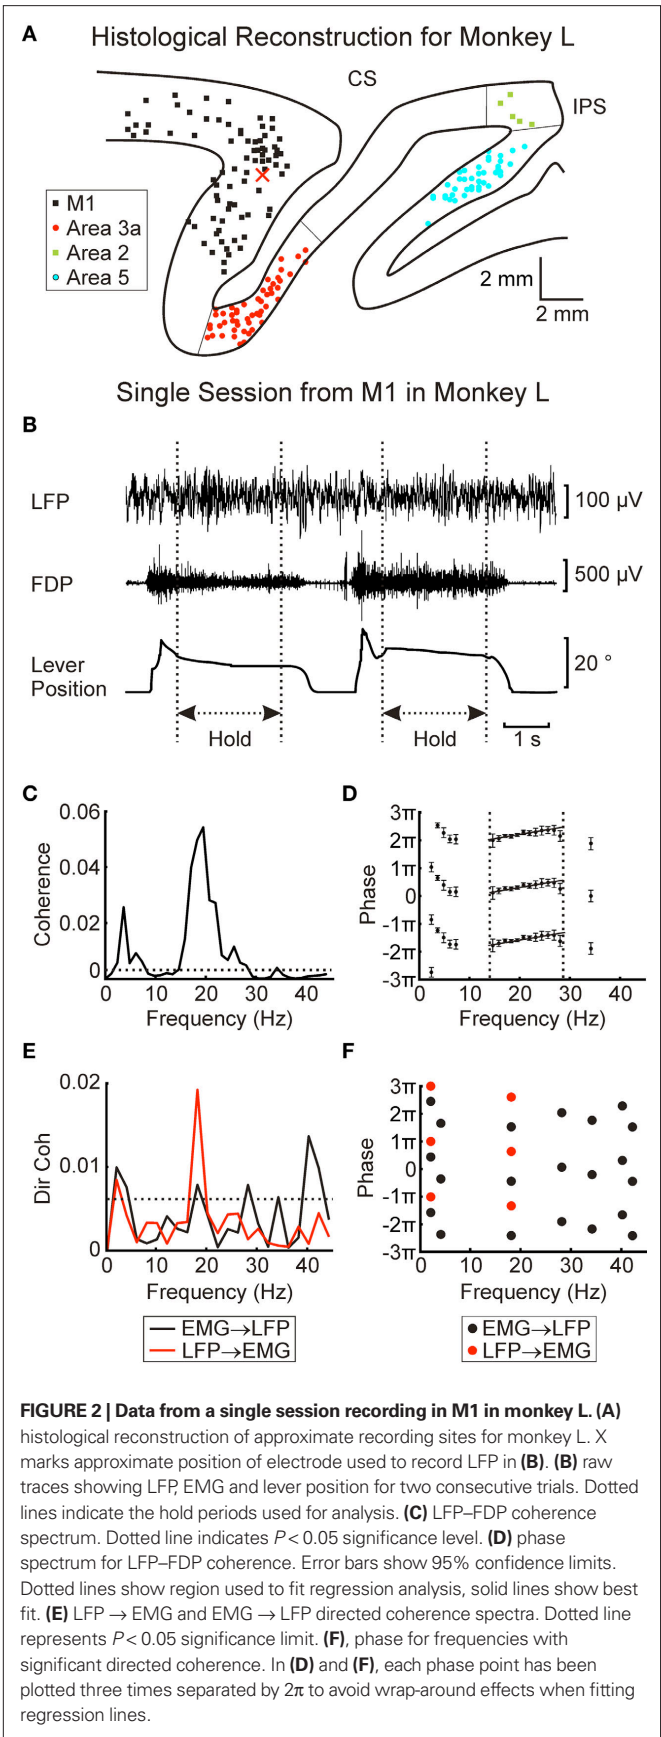 A
Histological Reconstruction for Monkey L
CS
IPS
M1
Area 3a
Area 2
Area 5
2 mm
2 mm
Single Session from M1 in Monkey L
B
LFP
100 µV
FDP
500 µV
Lever
Position
20 °
Hold
Hold
1 s
C
0.06
0.04
0.02
3
0
Coherence
0 10 20 30 40
Frequency (Hz)
D
3π
2π
1π
0
-1π
-2π
-3π
Phase
0 10 20 30 40
Frequency (Hz)
E
0.02
0.01
0
Dir Coh
0 10 20 30 40
Frequency (Hz)
EMG→LFP
LFP→EMG
F
3π
2π
1π
0
-1π
-2π
-3π
Phase
0 10 20 30 40
Frequency (Hz)
EMG→LFP
LFP→EMG
FIGURE 2 | Data from a single session recording in M1 in monkey L. (A)
histological reconstruction of approximate recording sites for monkey L. X
marks approximate position of electrode used to record LFP in (B). (B) raw
traces showing LFP, EMG and lever position for two consecutive trials. Dotted
lines indicate the hold periods used for analysis. (C) LFP–FDP coherence
spectrum. Dotted line indicates P < 0.05 significance level. (D) phase
spectrum for LFP–FDP coherence. Error bars show 95% confidence limits.
Dotted lines show region used to fit regression analysis, solid lines show best
fit. (E) LFP → EMG and EMG → LFP directed coherence spectra. Dotted line
represents P < 0.05 significance limit. (F), phase for frequencies with
significant directed coherence. In (D) and (F), each phase point has been
plotted three times separated by 2π to avoid wrap-around effects when fitting
regression lines.